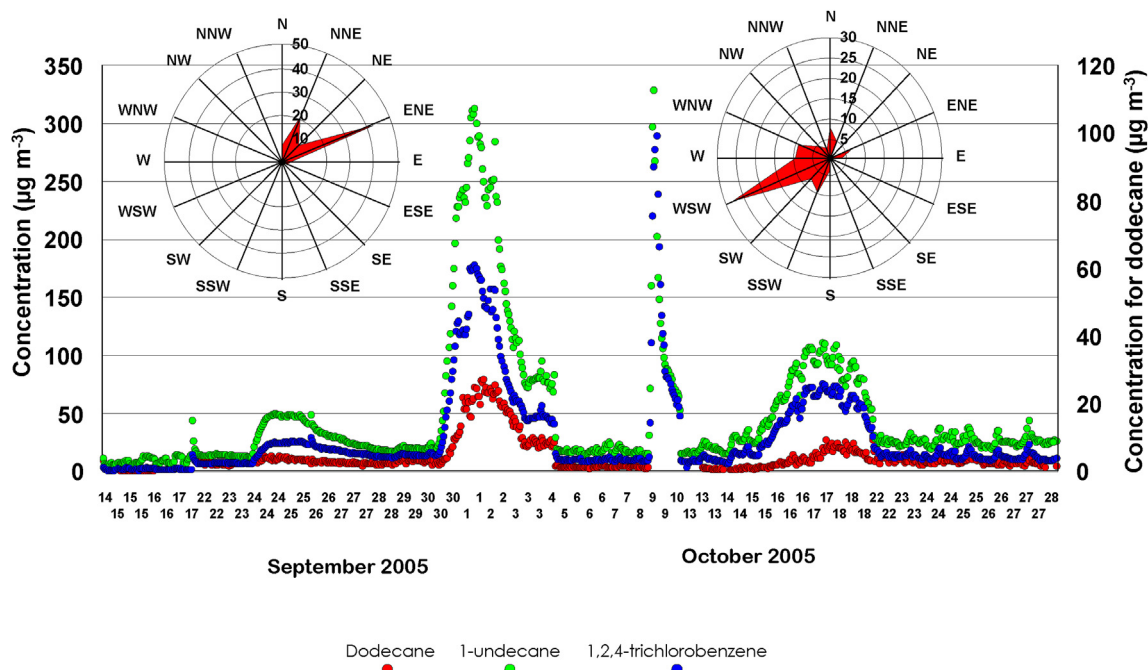 N
NNE
NE
ENE
E
ESE
SE
SSE
S
SSW
SW
WSW
W
WNW
NW
NNW
50
40
30
20
10
N
NNE
NE
ENE
E
ESE
SE
SSE
S
SSW
SW
WSW
W
WNW
NW
NNW
30
25
20
15
10
5
Concentration (µg m⁻³)
350
300
250
200
150
100
50
0
Concentration for dodecane (µg m⁻³)
120
100
80
60
40
20
0
14 15 16 17 22 23 24 24 25 26 27 27 28 30 30 1 2 3 3 4 5 6 7 8 9 10 13 14 15 16 17 18 18 22 23 24 25 26 27 28
15 15 16 22 23 24 25 26 27 28 29 30 1 2 3 4 5 6 7 8 9 13 14 15 16 17 18 22 23 24 25 26 27 27
September 2005
October 2005
Dodecane 1-undecane 1,2,4-trichlorobenzene